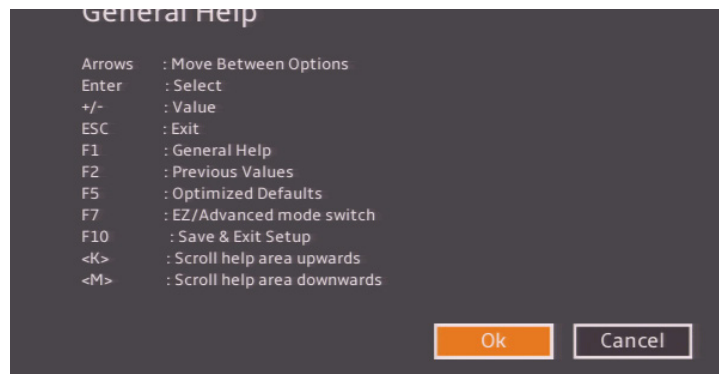 General Help
Arrows : Move Between Options
Enter : Select
+/- : Value
ESC : Exit
F1 : General Help
F2 : Previous Values
F5 : Optimized Defaults
F7 : EZ/Advanced mode switch
F10 : Save & Exit Setup
<K> : Scroll help area upwards
<M> : Scroll help area downwards
Ok Cancel